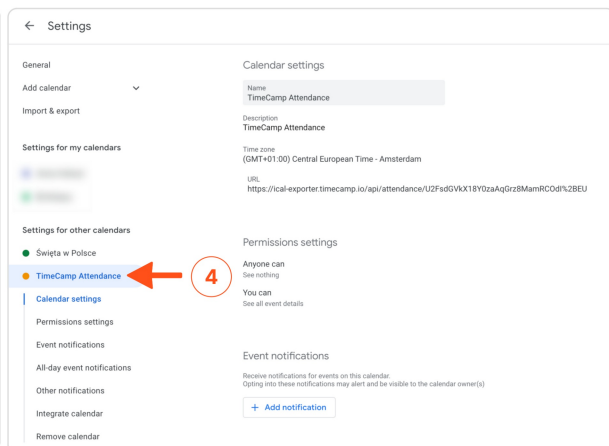 Settings
General
Add calendar
Import & export
Settings for my calendars
Settings for other calendars
Święta w Polsce
TimeCamp Attendance
4
Calendar settings
Permissions settings
Event notifications
All-day event notifications
Other notifications
Integrate calendar
Remove calendar
Calendar settings
Name
TimeCamp Attendance
Description
TimeCamp Attendance
Time zone
(GMT+01:00) Central European Time - Amsterdam
URL
https://ical-exporter.timecamp.io/api/attendance/U2FsdGVkX18Y0zaAqGrz8MamRCOdI%2BEU
Permissions settings
Anyone can
See nothing
You can
See all event details
Event notifications
Receive notifications for events on this calendar.
Opting into these notifications may alert and be visible to the calendar owner(s)
+ Add notification